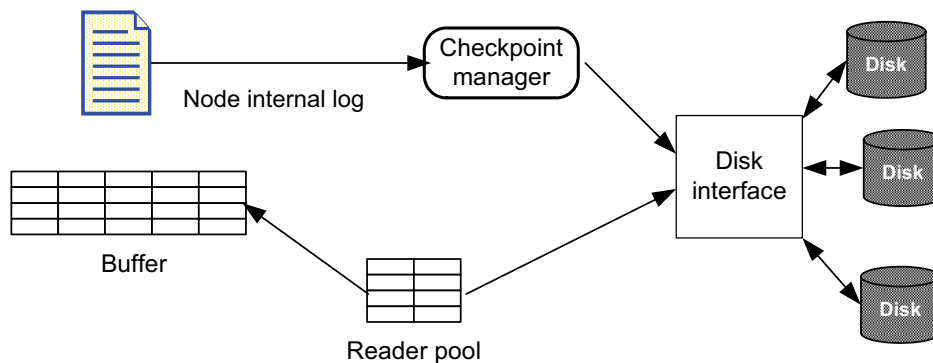 Checkpoint
manager
Disk
Node internal log
Disk
interface
Disk
Buffer
Disk
Reader pool